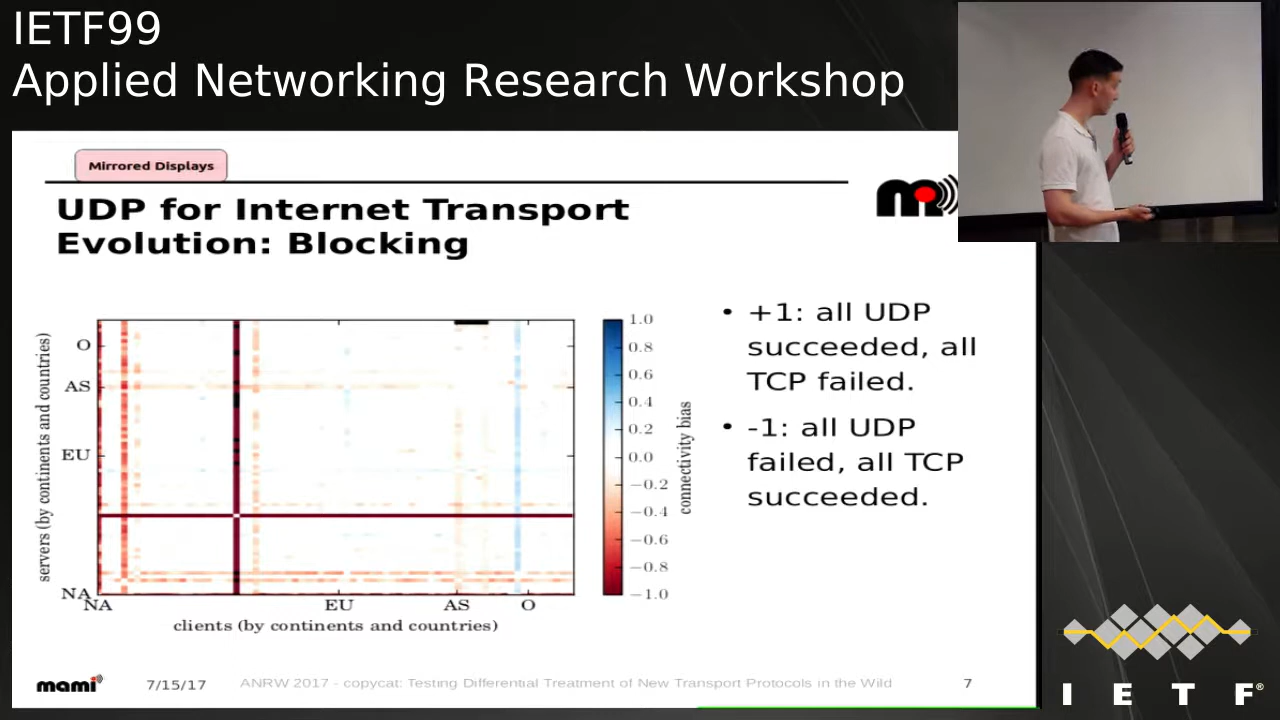 IETF99
Applied Networking Research Workshop
Mirrored Displays
UDP for Internet Transport
Evolution: Blocking
servers (by continents and countries)
O
AS
EU
NA
NA
EU
AS
O
clients (by continents and countries)
1.0
0.8
0.6
0.4
0.2
0.0
−0.2
−0.4
−0.6
−0.8
−1.0
connectivity bias
• +1: all UDP
succeeded, all
TCP failed.
• -1: all UDP
failed, all TCP
succeeded.
mami
7/15/17
ANRW 2017 - copycat: Testing Differential Treatment of New Transport Protocols in the Wild
7
I E T F®